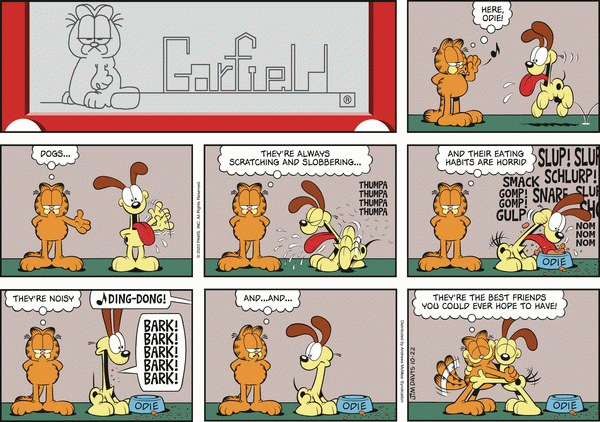 Garfield
®
HERE,
ODIE!
DOGS...
© 2023 PAWS, INC. All Rights Reserved.
THEY'RE ALWAYS
SCRATCHING AND SLOBBERING...
THUMPA
THUMPA
THUMPA
THUMPA
AND THEIR EATING
HABITS ARE HORRID
SLUP! SLUR
SCHLURP!
SMACK
SNARF
SLUR
GOMP!
GOMP!
GULP
NOM
NOM
NOM
ODIE
THEY'RE NOISY
DING-DONG!
BARK!
BARK!
BARK!
BARK!
BARK!
ODIE
AND...AND...
ODIE
Distributed by Andrews McMeel Syndication
JIM DAVIS 10-22
THEY'RE THE BEST FRIENDS
YOU COULD EVER HOPE TO HAVE!
ODIE